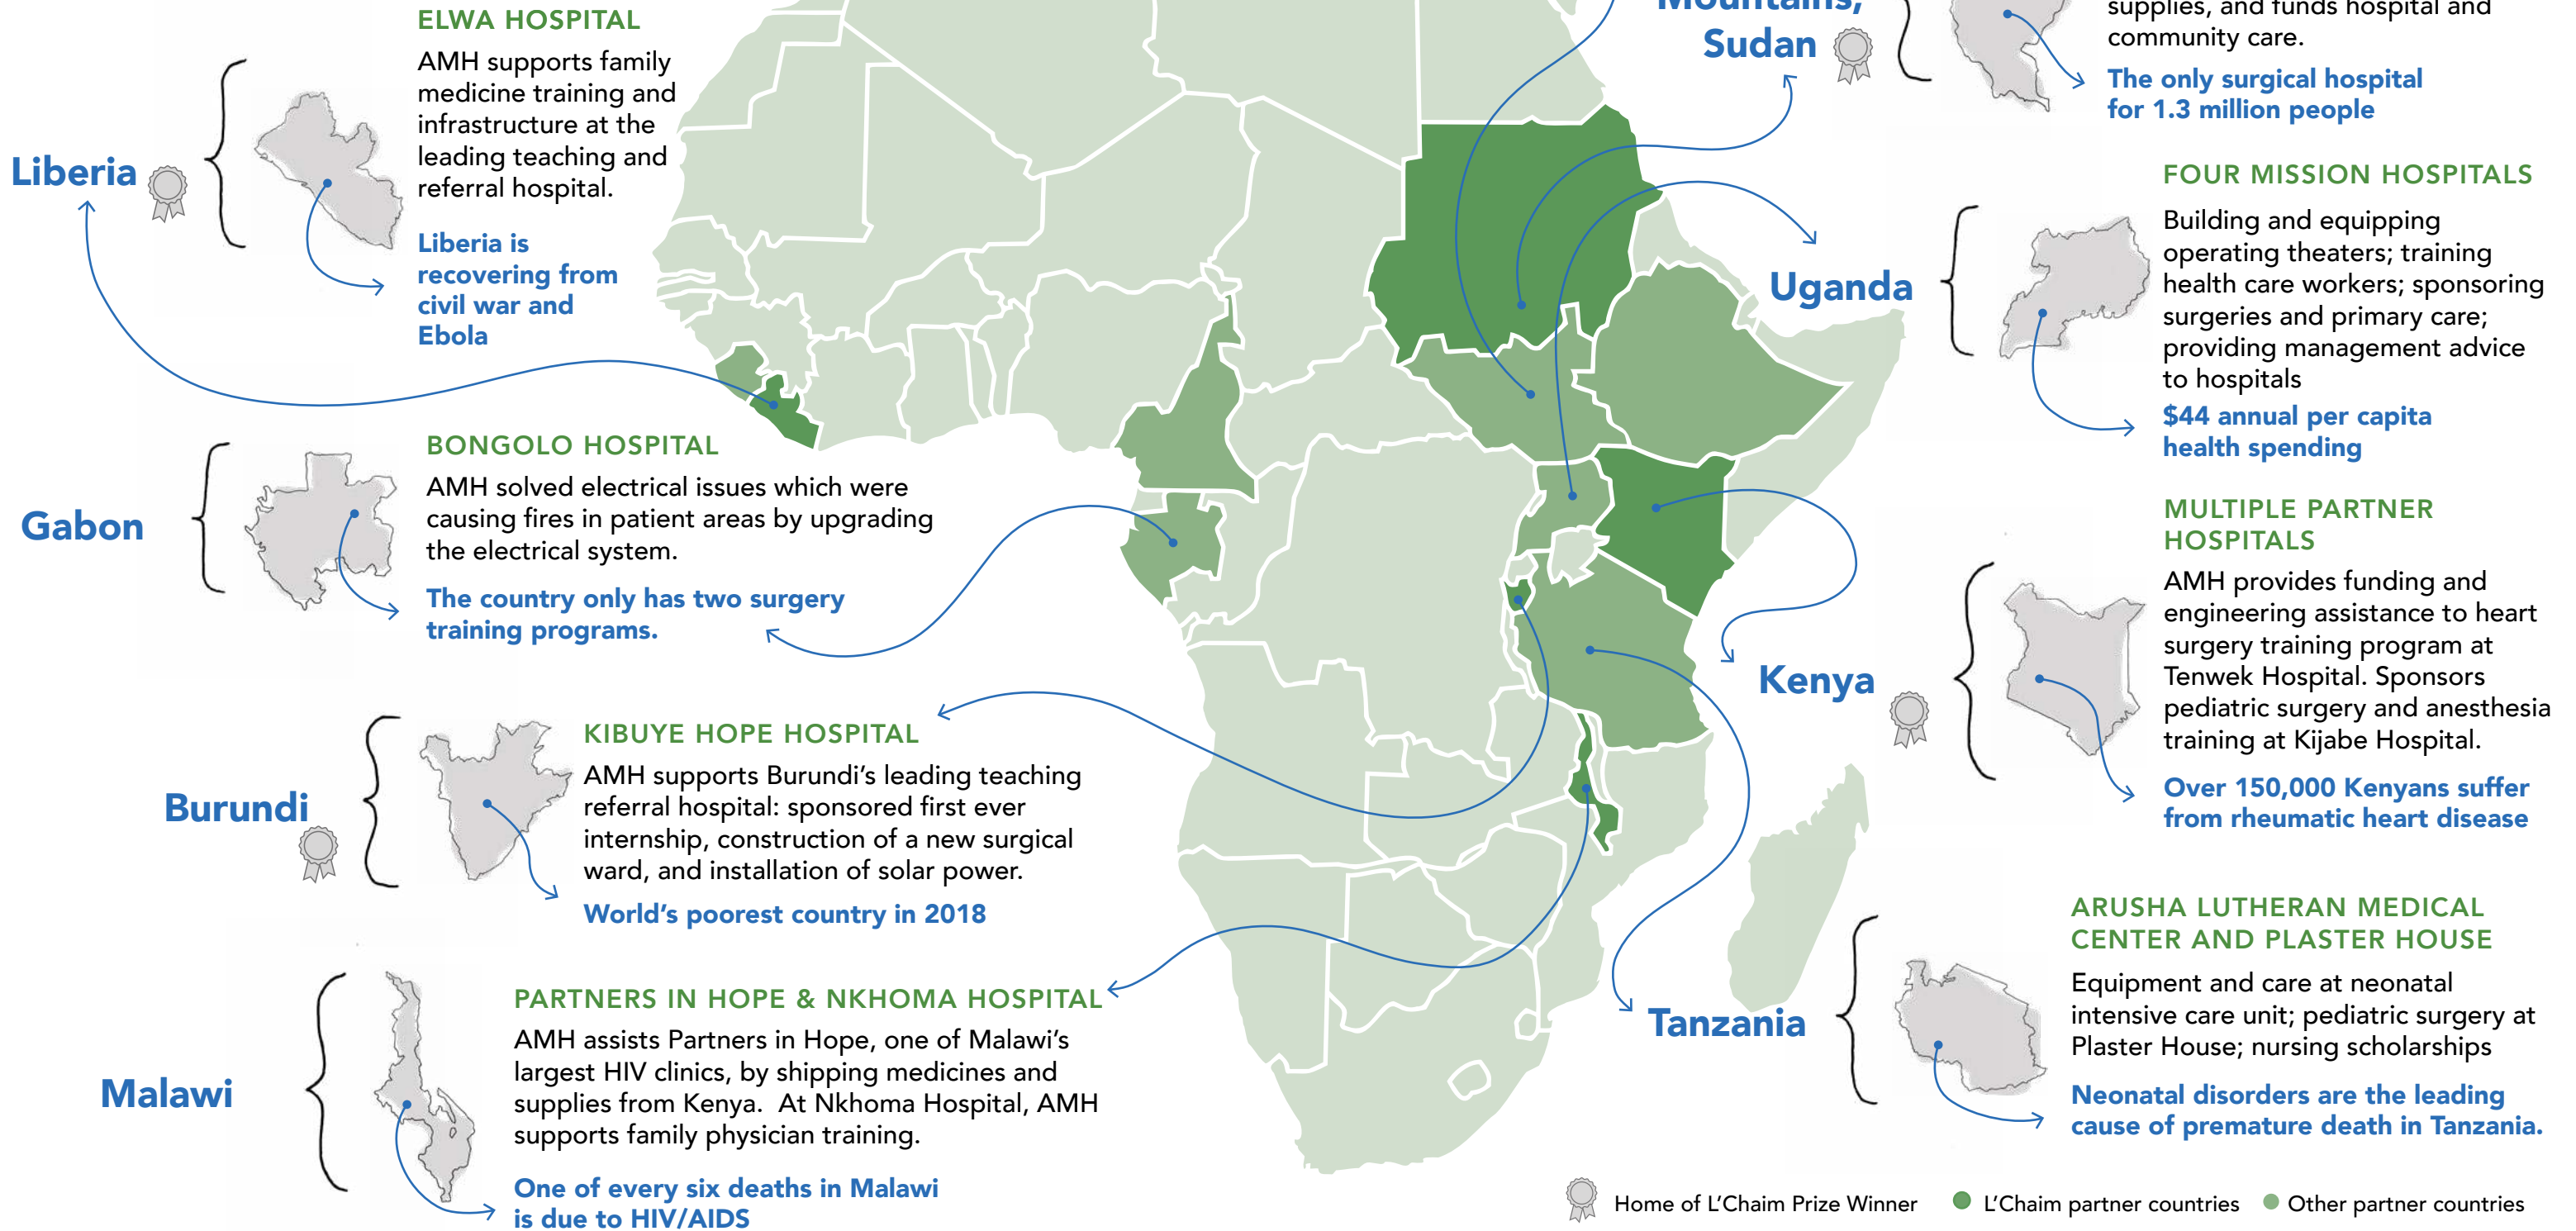 ELWA HOSPITAL
AMH supports family
medicine training and
infrastructure at the
leading teaching and
referral hospital.
Liberia
Liberia is
recovering from
civil war and
Ebola
BONGOLO HOSPITAL
AMH solved electrical issues which were
causing fires in patient areas by upgrading
the electrical system.
Gabon
The country only has two surgery
training programs.
KIBUYE HOPE HOSPITAL
AMH supports Burundi’s leading teaching
referral hospital: sponsored first ever
internship, construction of a new surgical
ward, and installation of solar power.
Burundi
World’s poorest country in 2018
PARTNERS IN HOPE & NKHOMA HOSPITAL
AMH assists Partners in Hope, one of Malawi’s
largest HIV clinics, by shipping medicines and
supplies from Kenya.  At Nkhoma Hospital, AMH
supports family physician training.
Malawi
One of every six deaths in Malawi
is due to HIV/AIDS
Mountains,
Sudan
supplies, and funds hospital and
community care.
The only surgical hospital
for 1.3 million people
FOUR MISSION HOSPITALS
Building and equipping
operating theaters; training
health care workers; sponsoring
surgeries and primary care;
providing management advice
to hospitals
Uganda
$44 annual per capita
health spending
MULTIPLE PARTNER
HOSPITALS
AMH provides funding and
engineering assistance to heart
surgery training program at
Tenwek Hospital. Sponsors
pediatric surgery and anesthesia
training at Kijabe Hospital.
Kenya
Over 150,000 Kenyans suffer
from rheumatic heart disease
ARUSHA LUTHERAN MEDICAL
CENTER AND PLASTER HOUSE
Equipment and care at neonatal
intensive care unit; pediatric surgery at
Plaster House; nursing scholarships
Tanzania
Neonatal disorders are the leading
cause of premature death in Tanzania.
Home of L’Chaim Prize Winner
L’Chaim partner countries
Other partner countries